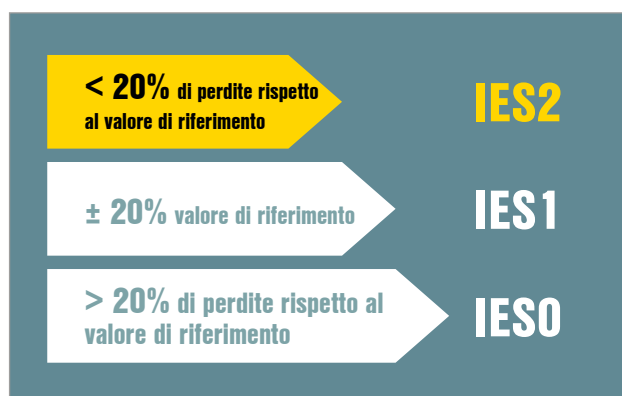 < 20% di perdite rispetto
al valore di riferimento
IES2
± 20% valore di riferimento
IES1
> 20% di perdite rispetto al
valore di riferimento
IES0